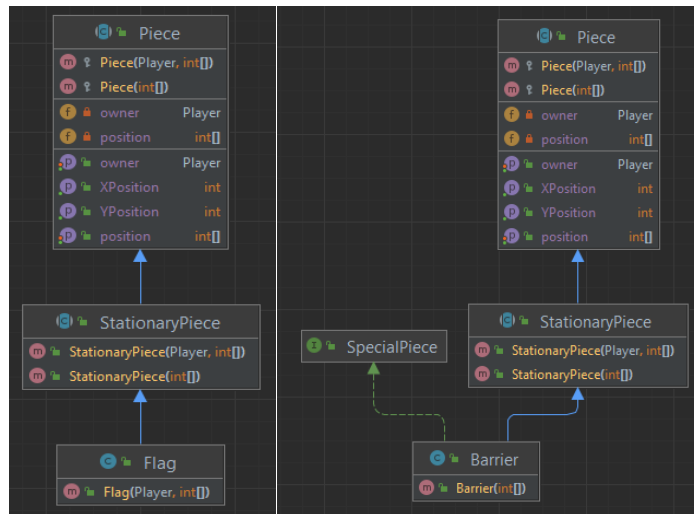 Piece
Piece(Player, int[])
Piece(int[])
owner Player
position int[]
owner Player
XPosition int
YPosition int
position int[]
StationaryPiece
StationaryPiece(Player, int[])
StationaryPiece(int[])
Flag
Flag(Player, int[])
Piece
Piece(Player, int[])
Piece(int[])
owner Player
position int[]
owner Player
XPosition int
YPosition int
position int[]
SpecialPiece
StationaryPiece
StationaryPiece(Player, int[])
StationaryPiece(int[])
Barrier
Barrier(int[])